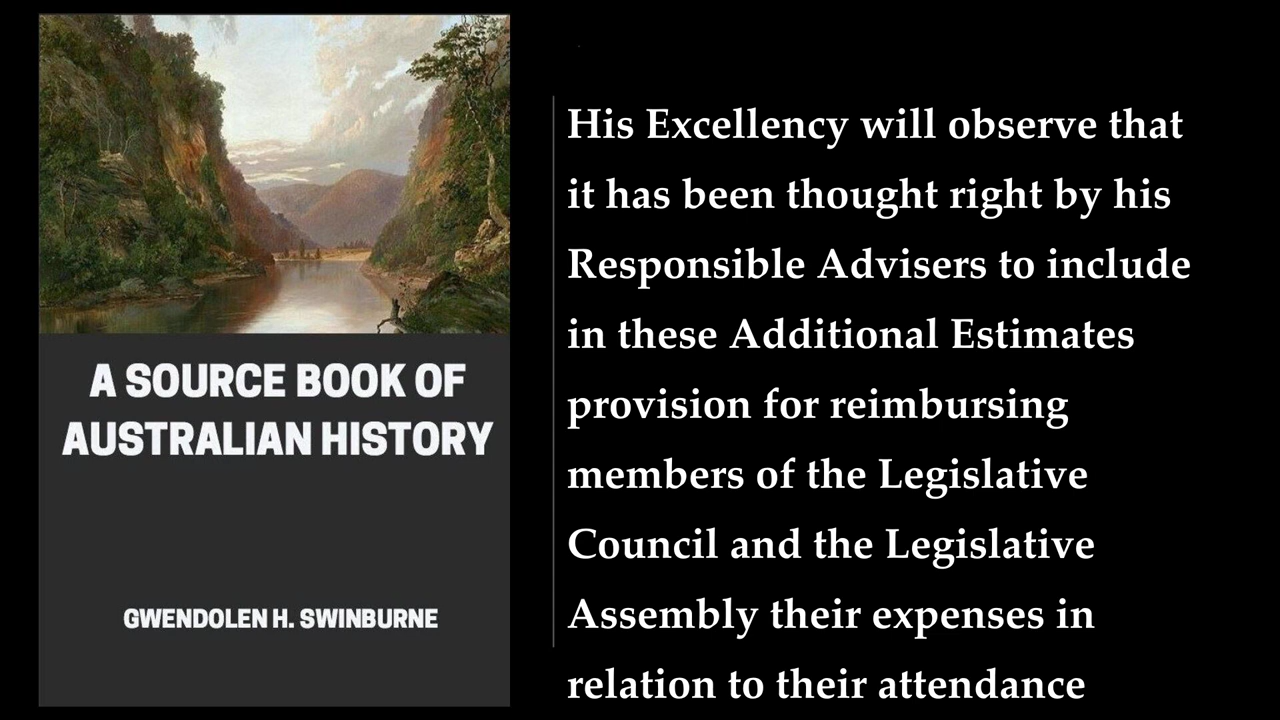 A SOURCE BOOK OF
AUSTRALIAN HISTORY
GWENDOLEN H. SWINBURNE
His Excellency will observe that
it has been thought right by his
Responsible Advisers to include
in these Additional Estimates
provision for reimbursing
members of the Legislative
Council and the Legislative
Assembly their expenses in
relation to their attendance